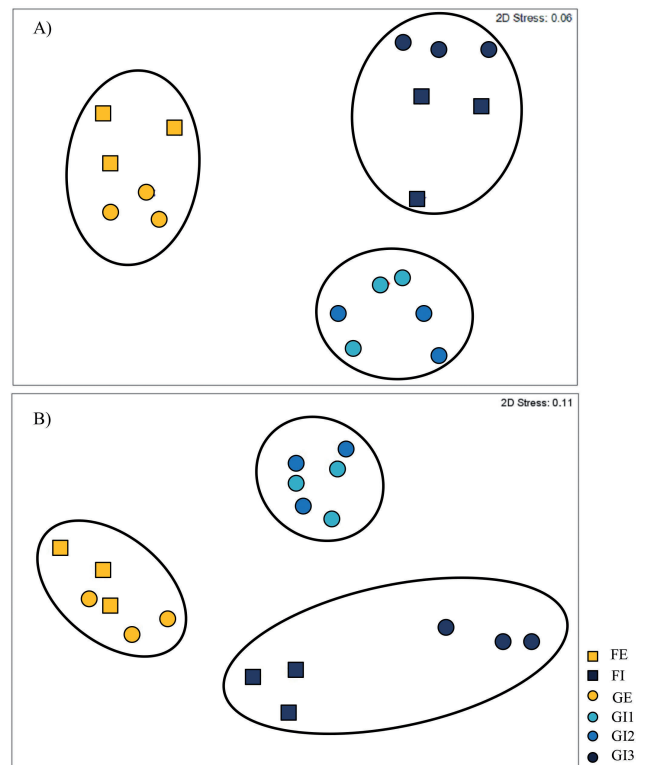 A)
2D Stress: 0.06
B)
2D Stress: 0.11
FE
FI
GE
GI1
GI2
GI3